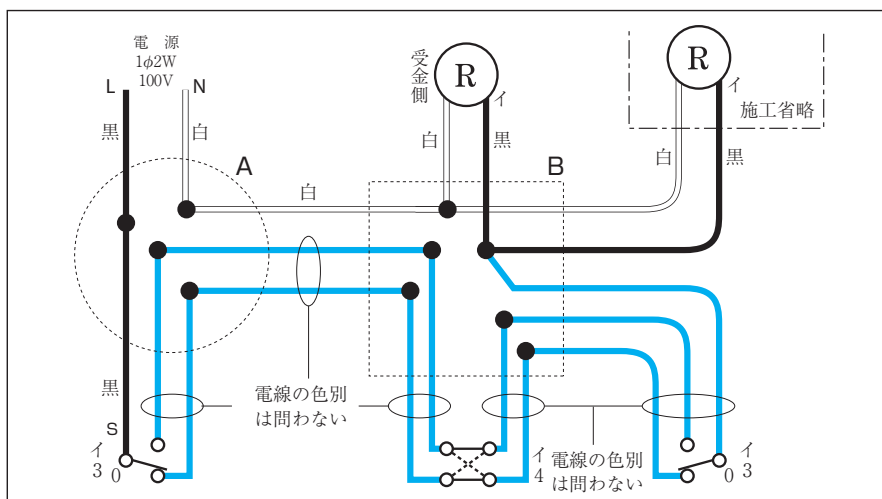 電　源
1φ2W
100V
L
N
黒
白
A
白
受金側
R
イ
白
黒
B
R
イ
施工省略
白
黒
電線の色別
は問わない
電線の色別
は問わない
黒
S
イ
3
0
イ
4
0
イ
3